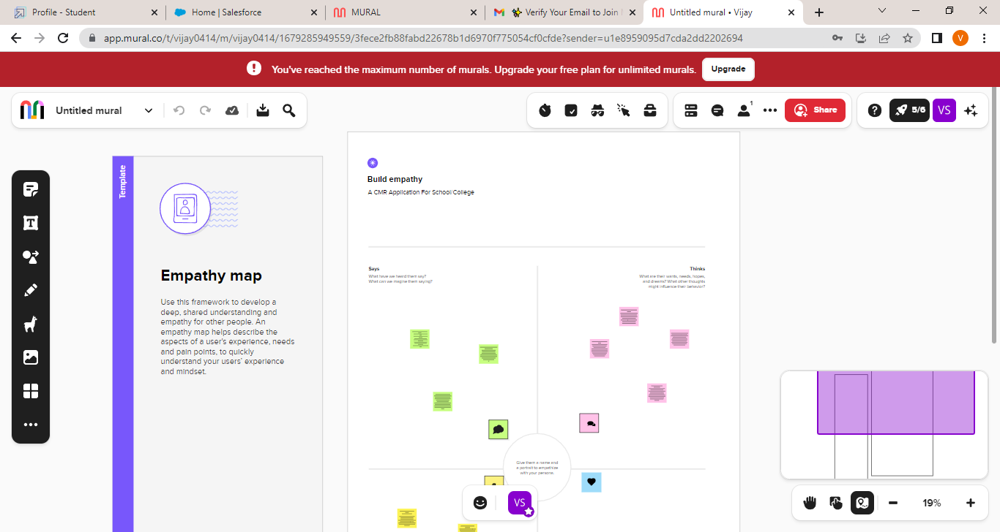 Profile - Student
Home | Salesforce
MURAL
Verify Your Email to Join
Untitled mural • Vijay
app.mural.co/t/vijay0414/m/vijay0414/1679285949559/3fece2fb88fabd22678b1d6970f775054cf0cfde?sender=u1e8959095d7cda2dd2202694
V
You've reached the maximum number of murals. Upgrade your free plan for unlimited murals.
Upgrade
Untitled mural
1
Share
5/6
VS
Template
Build empathy
A CMR Application For School/College
Empathy map
Use this framework to develop a
deep, shared understanding and
empathy for other people. An
empathy map helps describe the
aspects of a user's experience, needs
and pain points, to quickly
understand your users' experience
and mindset.
Says
What have we heard them say?
What can we imagine them saying?
Thinks
What are their wants, needs, hopes,
and dreams? What other thoughts
might influence their behavior?
Give them a name and
a portrait to empathize
with your persona.
VS
19%